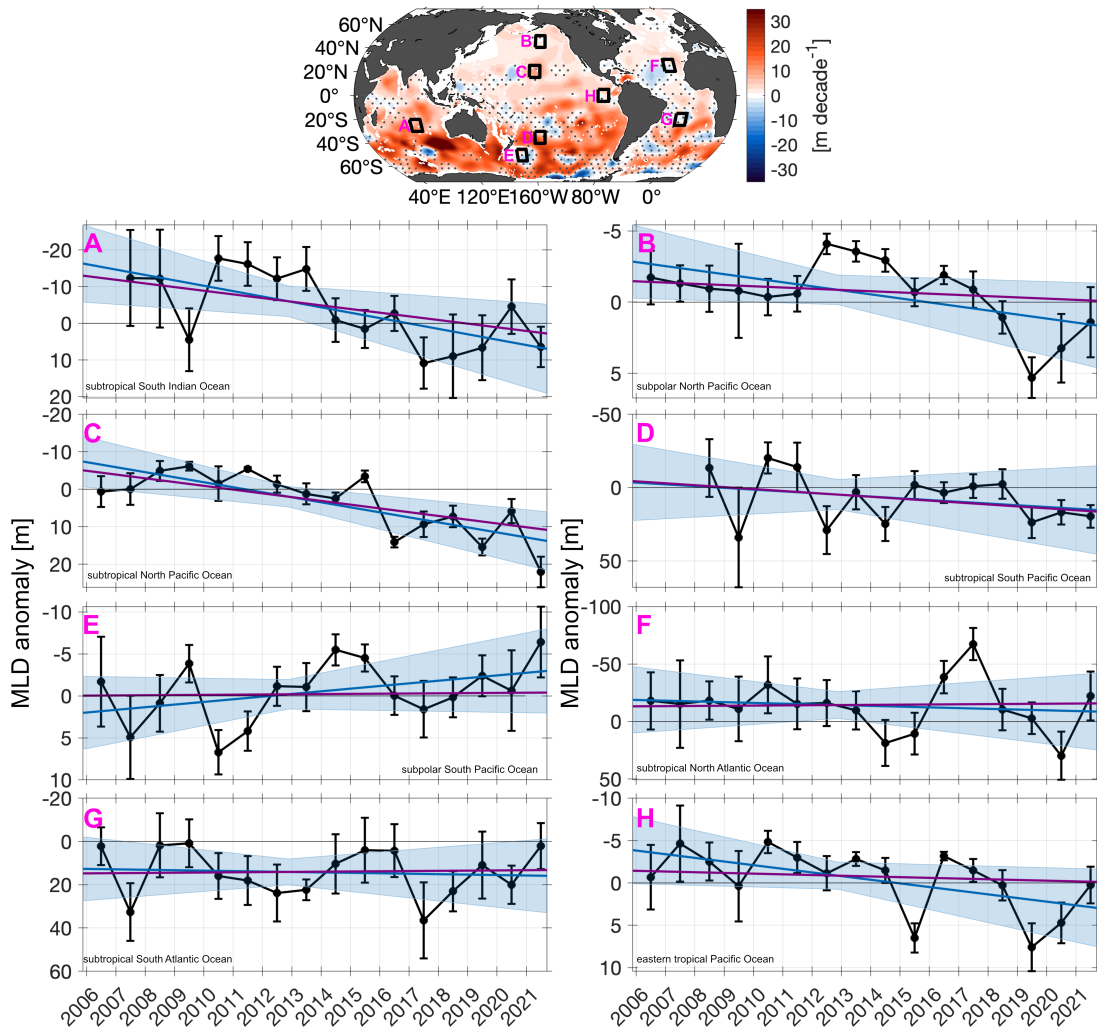 60°N
40°N
20°N
0°
20°S
40°S
60°S
A
B
C
D
E
F
G
H
40°E 120°E 160°W 80°W 0°
30
20
10
0
-10
-20
-30
[m decade⁻¹]
A
-20
-10
0
10
20
subtropical South Indian Ocean
B
-5
0
5
subpolar North Pacific Ocean
C
-20
-10
0
10
20
subtropical North Pacific Ocean
D
-50
0
50
subtropical South Pacific Ocean
MLD anomaly [m]
MLD anomaly [m]
E
-10
-5
0
5
10
subpolar South Pacific Ocean
F
-100
-50
0
50
subtropical North Atlantic Ocean
G
-20
0
20
40
60
subtropical South Atlantic Ocean
H
-10
-5
0
5
10
eastern tropical Pacific Ocean
2006 2007 2008 2009 2010 2011 2012 2013 2014 2015 2016 2017 2018 2019 2020 2021
2006 2007 2008 2009 2010 2011 2012 2013 2014 2015 2016 2017 2018 2019 2020 2021